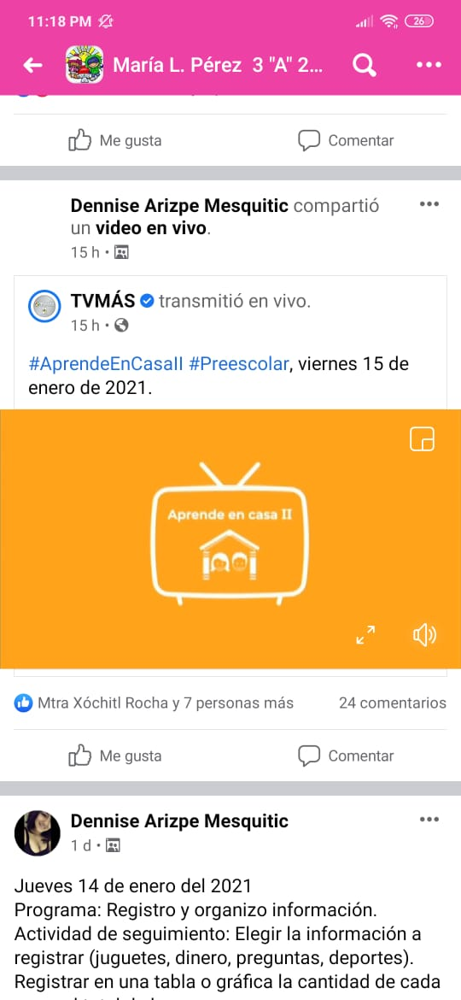 11:18 PM
26
María L. Pérez 3 "A" 2...
Me gusta
Comentar
Dennise Arizpe Mesquitic compartió
un video en vivo.
15 h
TVMÁS transmitió en vivo.
15 h
#AprendeEnCasaII #Preescolar, viernes 15 de
enero de 2021.
Aprende en casa II
Mtra Xóchitl Rocha y 7 personas más
24 comentarios
Me gusta
Comentar
Dennise Arizpe Mesquitic
1 d
Jueves 14 de enero del 2021
Programa: Registro y organizo información.
Actividad de seguimiento: Elegir la información a
registrar (juguetes, dinero, preguntas, deportes).
Registrar en una tabla o gráfica la cantidad de cada